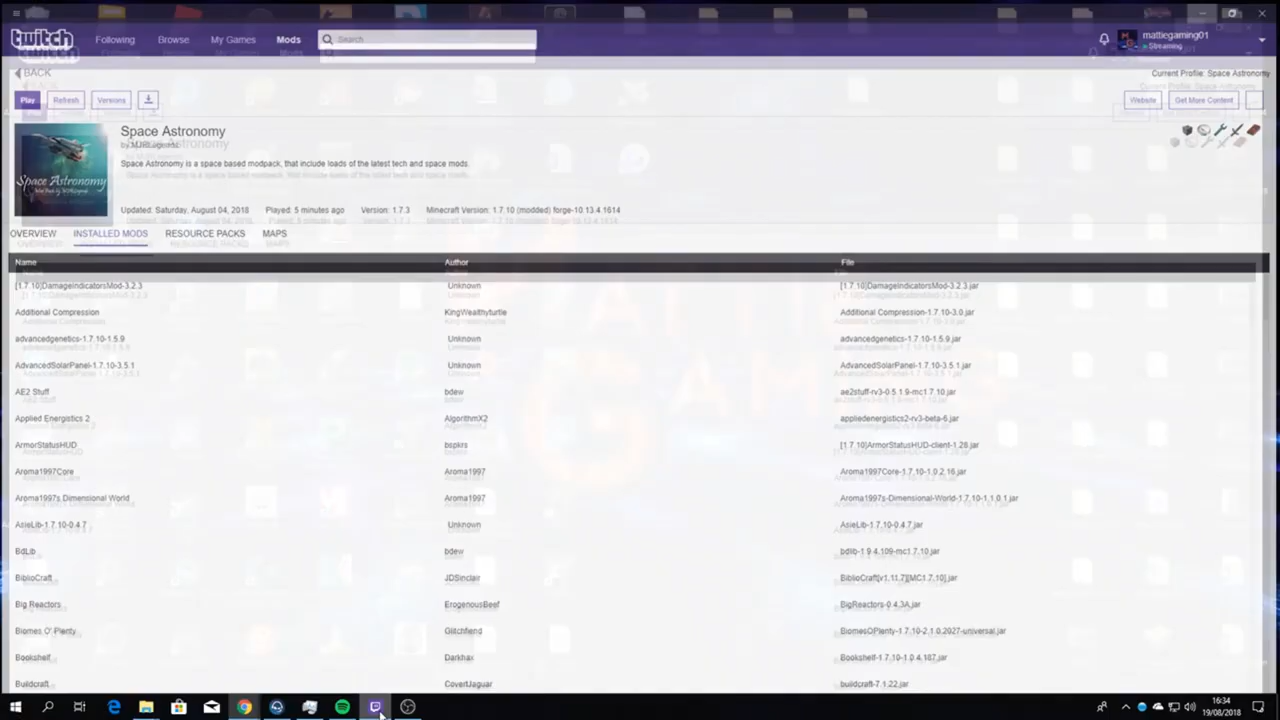 twitch Following Browse My Games Mods Search mattiegaming01
Streaming
BACK Current Profile: Space Astronomy
Play Refresh Versions Website Get More Content ...
Space Astronomy
Space Astronomy is a space based modpack, that include loads of the latest tech and space mods.
Space Astronomy
Updated: Saturday, August 04, 2018 Played: 5 minutes ago Version: 1.7.3 Minecraft Version: 1.7.10 (modded) forge-10.13.4.1614
OVERVIEW INSTALLED MODS RESOURCE PACKS MAPS
Name Author File
[1.7.10]DamageIndicatorsMod-3.2.3 Unknown [1.7.10]DamageIndicatorsMod-3.2.3.jar
Additional Compression KingWealthyturtle Additional Compression-1.7.10-3.0.jar
advancedgenetics-1.7.10-1.5.9 Unknown advancedgenetics-1.7.10-1.5.9.jar
AdvancedSolarPanel-1.7.10-3.5.1 Unknown AdvancedSolarPanel-1.7.10-3.5.1.jar
AE2 Stuff bdew ae2stuff-rv3-0.5.1.9-mc1.7.10.jar
Applied Energistics 2 AlgorithmX2 appliedenergistics2-rv3-beta-6.jar
ArmorStatusHUD bspkrs [1.7.10]ArmorStatusHUD-client-1.28.jar
Aroma1997Core Aroma1997 Aroma1997Core-1.7.10-1.0.2.16.jar
Aroma1997s Dimensional World Aroma1997 Aroma1997s-Dimensional-World-1.7.10-1.1.0.1.jar
AsieLib-1.7.10-0.4.7 Unknown AsieLib-1.7.10-0.4.7.jar
BdLib bdew bdlib-1.9.4.109-mc1.7.10.jar
BiblioCraft JDSinclair BiblioCraft[v1.11.7][MC1.7.10].jar
Big Reactors ErogenousBeef BigReactors-0.4.3A.jar
Biomes O' Plenty Glitchfiend BiomesOPlenty-1.7.10-2.1.0.2027-universal.jar
Bookshelf Darkhax Bookshelf-1.7.10-1.0.4.187.jar
Buildcraft CovertJaguar buildcraft-7.1.22.jar
16:34
19/08/2018